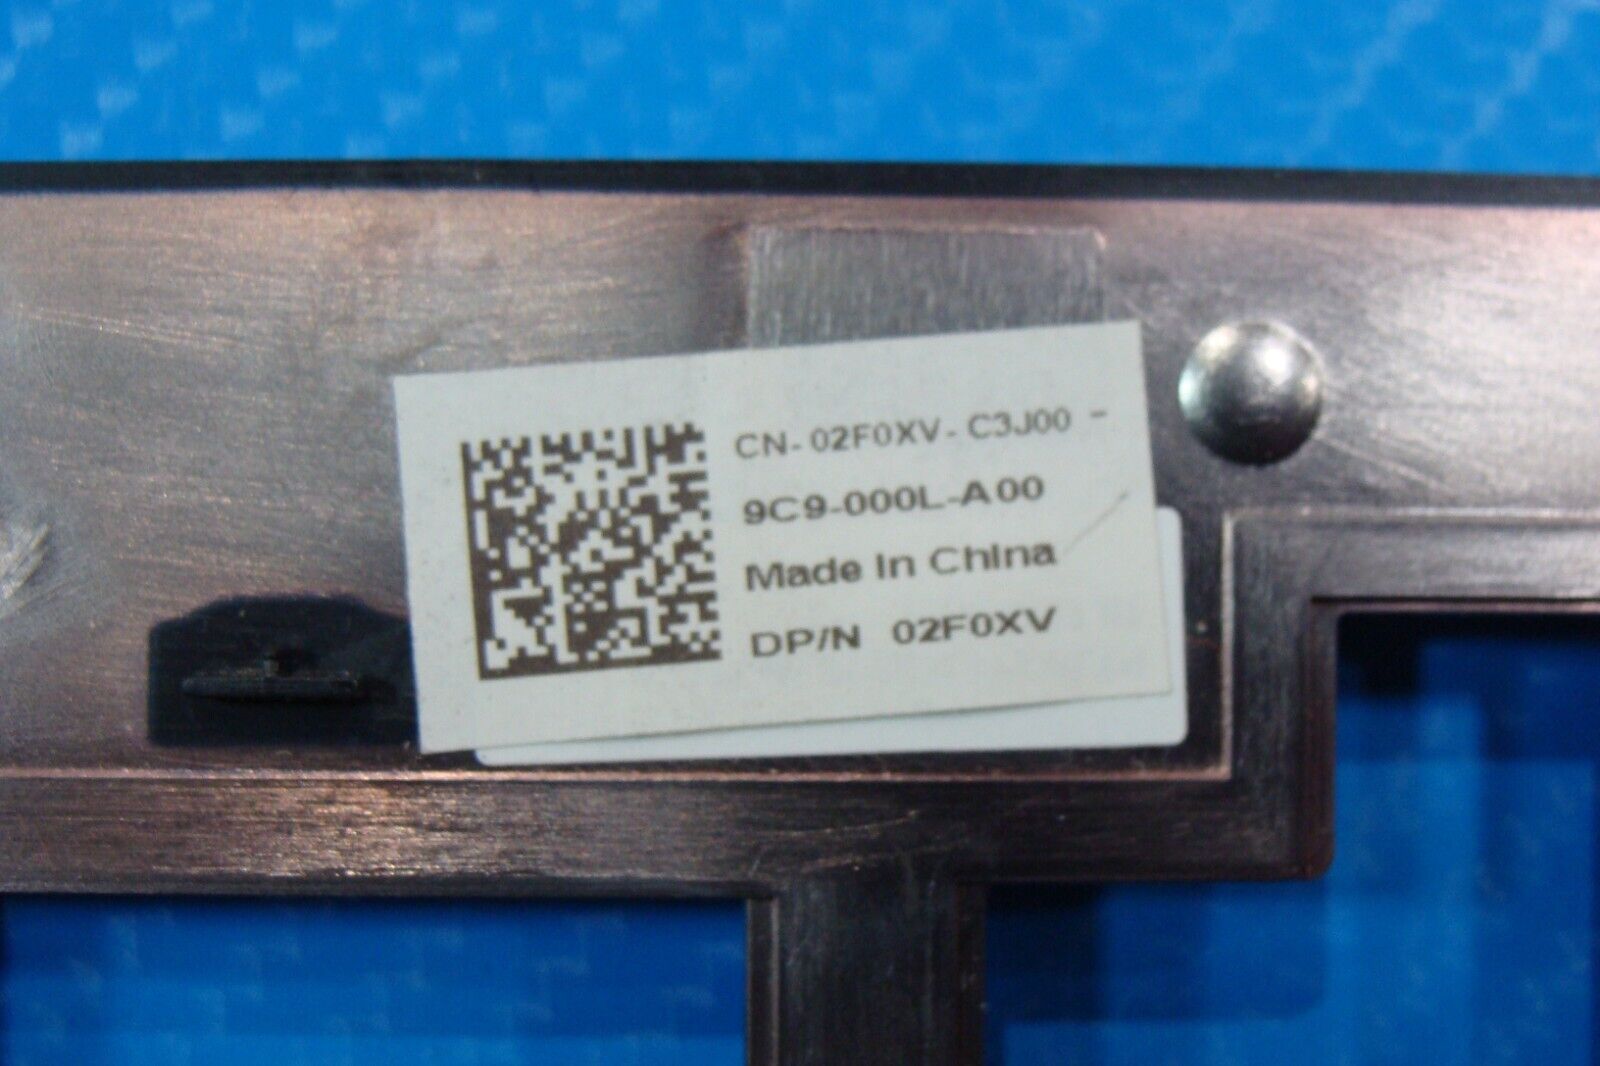 CN- 02F0XV- C3J00 -
9C9-000L-A00
Made In China
DP/N 02F0XV